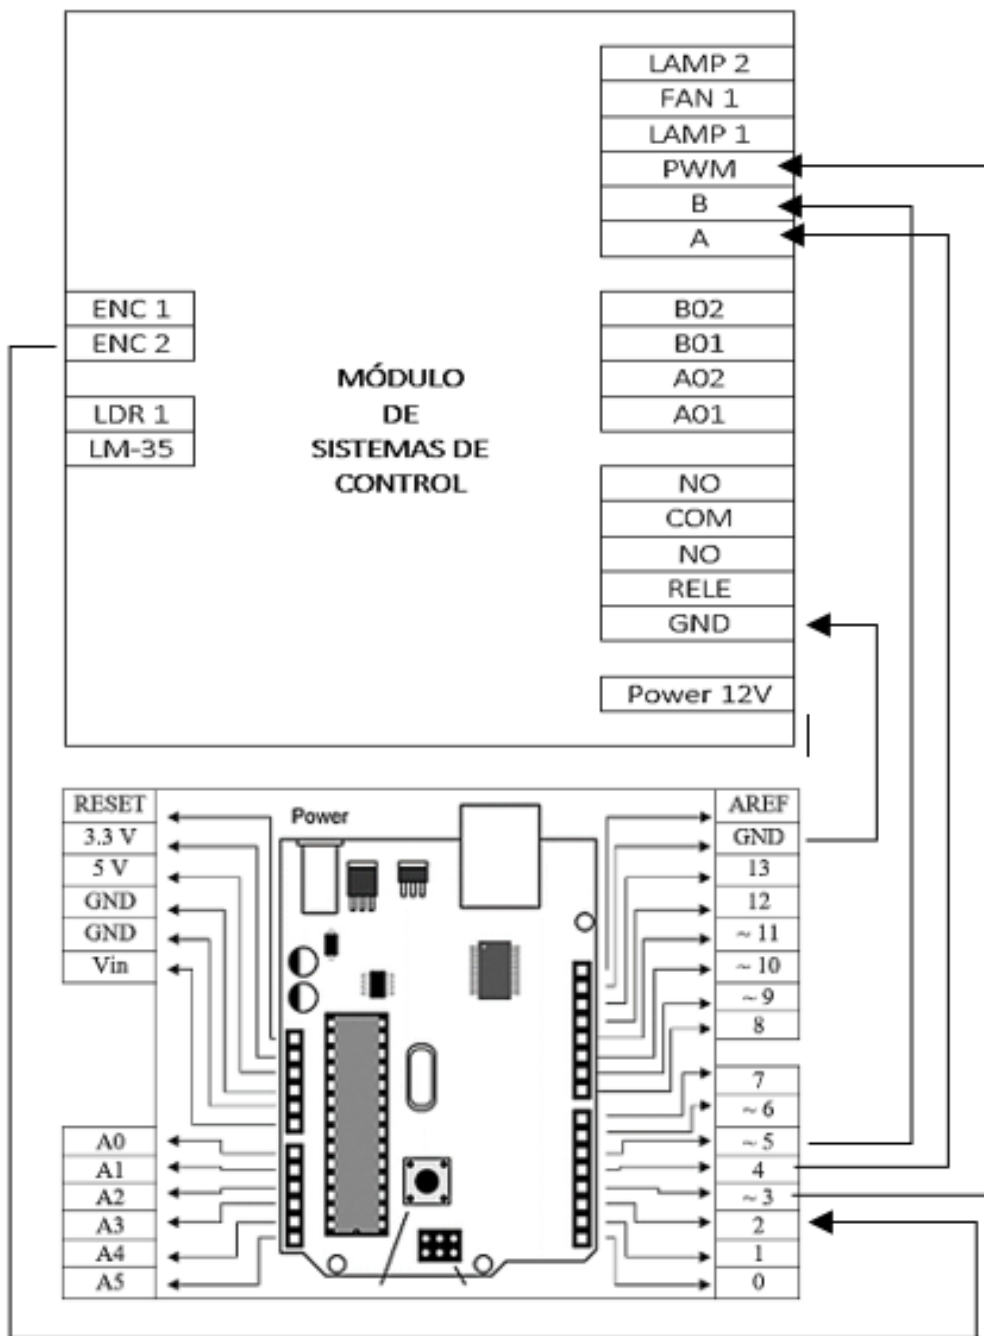 LAMP 2
FAN 1
LAMP 1
PWM
B
A
ENC 1
ENC 2
LDR 1
LM-35
MÓDULO
DE
SISTEMAS DE
CONTROL
B02
B01
A02
A01
NO
COM
NO
RELE
GND
Power 12V
RESET
3.3 V
5 V
GND
GND
Vin
A0
A1
A2
A3
A4
A5
Power
AREF
GND
13
12
~ 11
~ 10
~ 9
8
7
~ 6
~ 5
4
~ 3
2
1
0